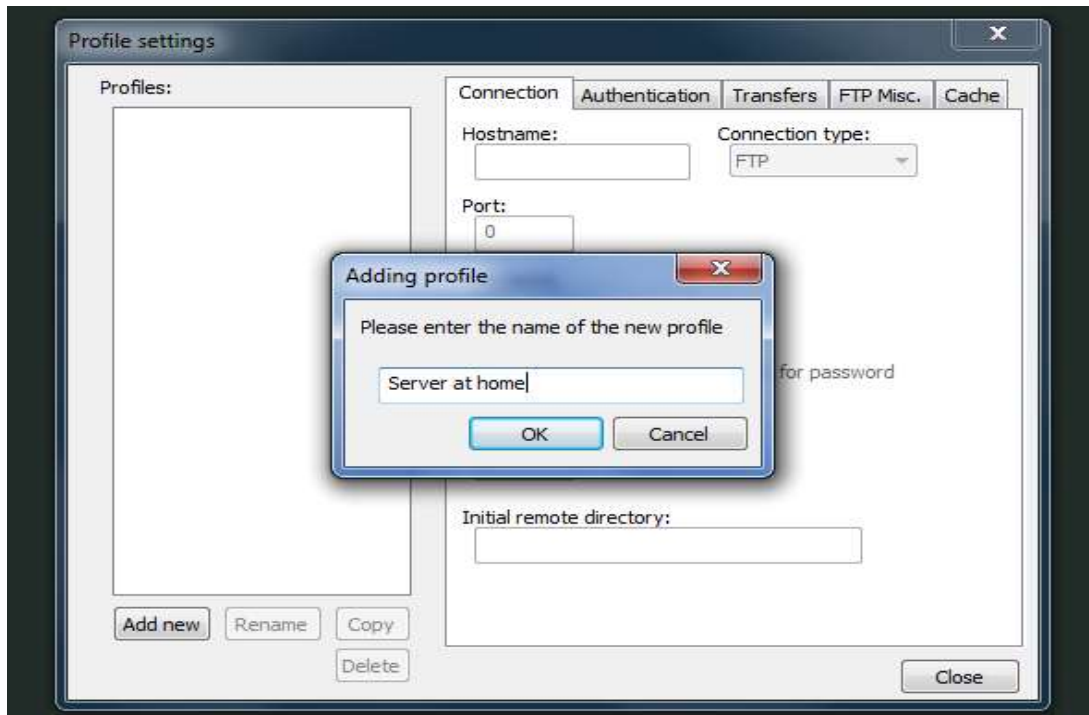 Profile settings
Profiles:
Connection Authentication Transfers FTP Misc. Cache
Hostname: Connection type:
FTP
Port:
0
Adding profile
Please enter the name of the new profile
for password
Server at home
OK Cancel
Initial remote directory:
Add new Rename Copy
Delete
Close